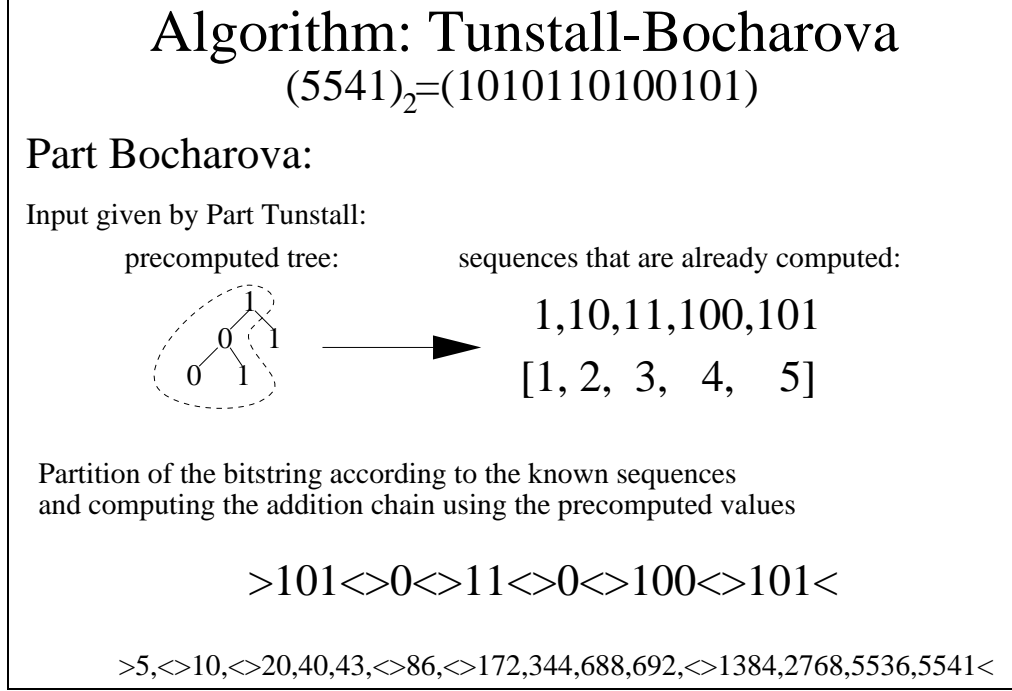 Algorithm: Tunstall-Bocharova
(5541)₂=(1010110100101)
Part Bocharova:
Input given by Part Tunstall:
precomputed tree:
sequences that are already computed:
1
0 1
0 1
1,10,11,100,101
[1, 2, 3, 4, 5]
Partition of the bitstring according to the known sequences
and computing the addition chain using the precomputed values
>101<>0<>11<>0<>100<>101<
>5,<>10,<>20,40,43,<>86,<>172,344,688,692,<>1384,2768,5536,5541<